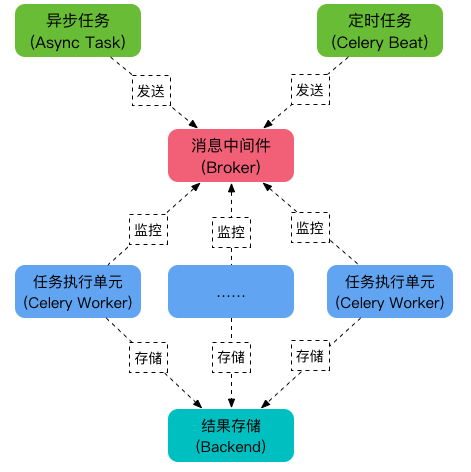 异步任务
(Async Task)
定时任务
(Celery Beat)
发送
发送
消息中间件
(Broker)
监控
监控
监控
任务执行单元
(Celery Worker)
......
任务执行单元
(Celery Worker)
存储
存储
存储
结果存储
(Backend)